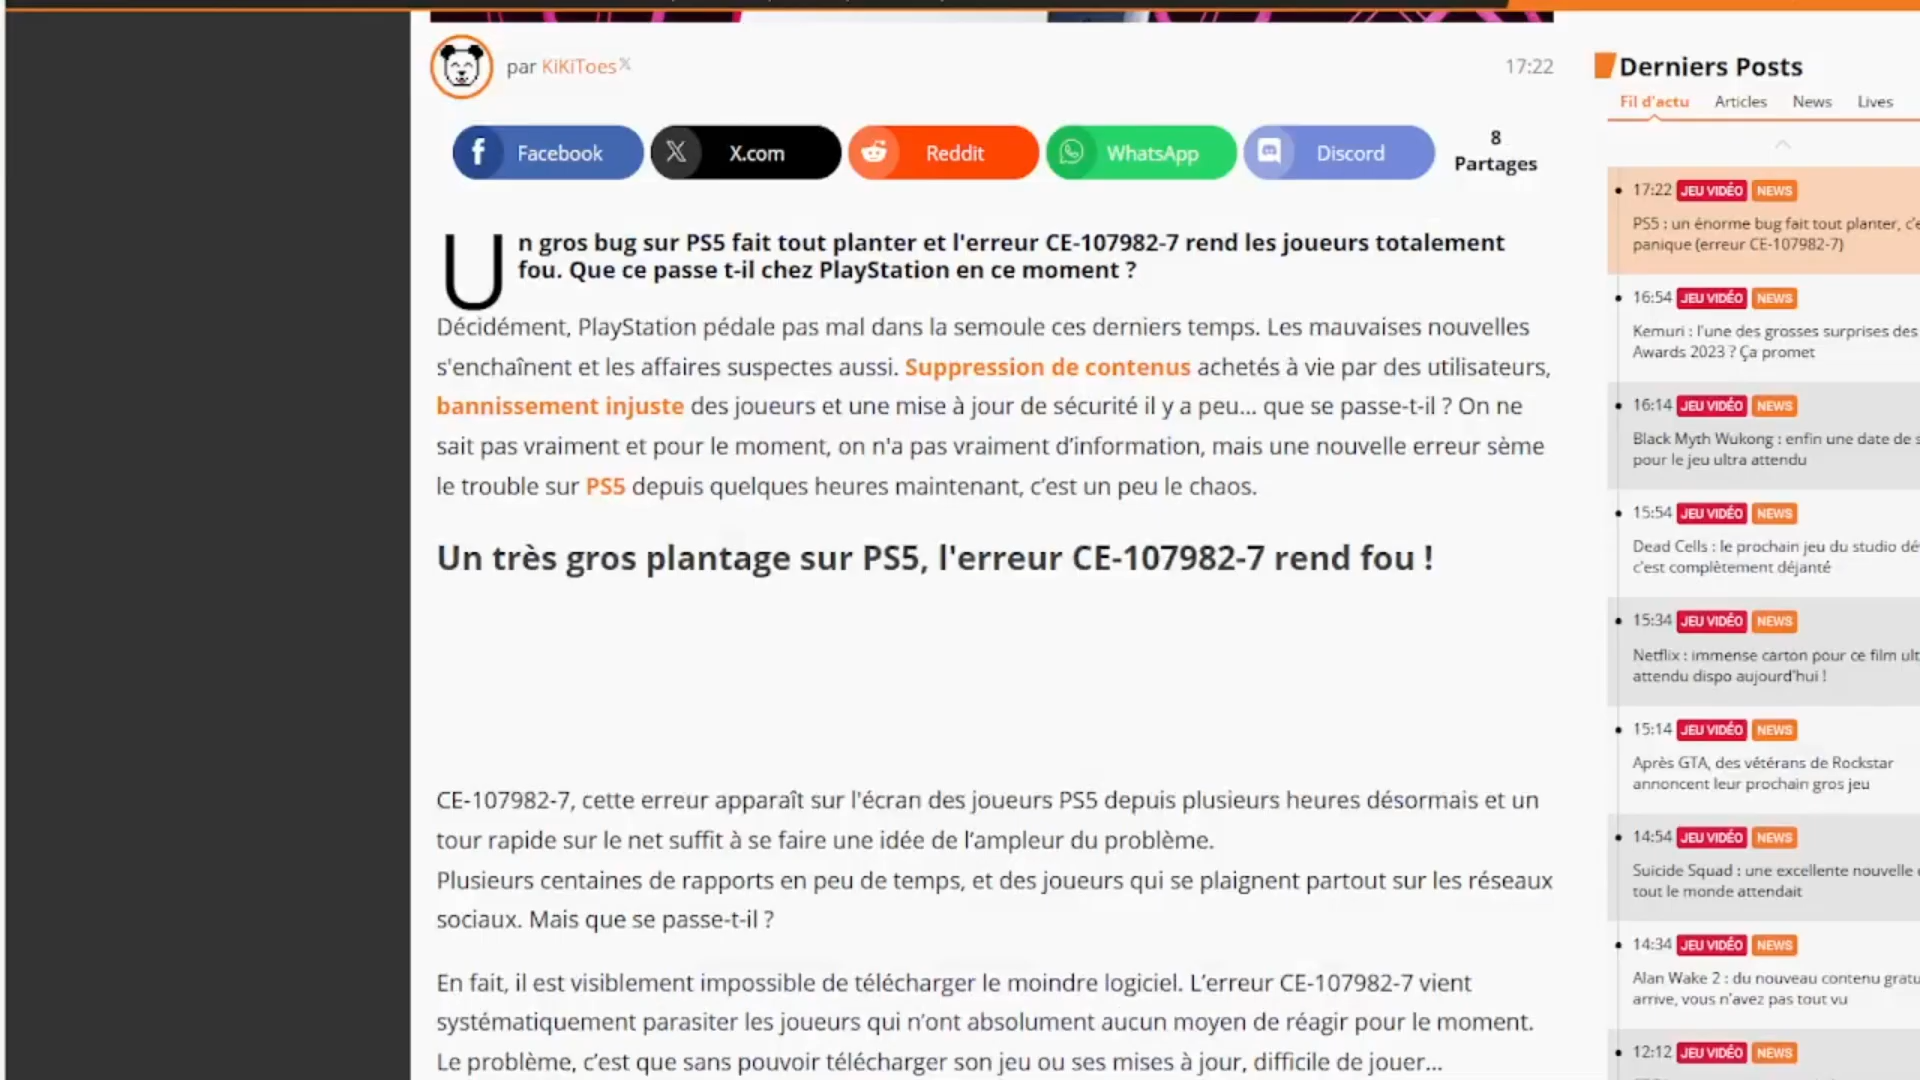 par KiKiToes
17:22
Facebook
X.com
Reddit
WhatsApp
Discord
8
Partages
Un gros bug sur PS5 fait tout planter et l'erreur CE-107982-7 rend les joueurs totalement
fou. Que ce passe t-il chez PlayStation en ce moment ?
Décidément, PlayStation pédale pas mal dans la semoule ces derniers temps. Les mauvaises nouvelles
s'enchaînent et les affaires suspectes aussi. Suppression de contenus achetés à vie par des utilisateurs,
bannissement injuste des joueurs et une mise à jour de sécurité il y a peu... que se passe-t-il ? On ne
sait pas vraiment et pour le moment, on n'a pas vraiment d’information, mais une nouvelle erreur sème
le trouble sur PS5 depuis quelques heures maintenant, c’est un peu le chaos.
Un très gros plantage sur PS5, l'erreur CE-107982-7 rend fou !
CE-107982-7, cette erreur apparaît sur l'écran des joueurs PS5 depuis plusieurs heures désormais et un
tour rapide sur le net suffit à se faire une idée de l’ampleur du problème.
Plusieurs centaines de rapports en peu de temps, et des joueurs qui se plaignent partout sur les réseaux
sociaux. Mais que se passe-t-il ?
En fait, il est visiblement impossible de télécharger le moindre logiciel. L’erreur CE-107982-7 vient
systématiquement parasiter les joueurs qui n’ont absolument aucun moyen de réagir pour le moment.
Le problème, c’est que sans pouvoir télécharger son jeu ou ses mises à jour, difficile de jouer...
Derniers Posts
Fil d'actu Articles News Lives
17:22 JEU VIDÉO NEWS
PS5 : un énorme bug fait tout planter, c'e
panique (erreur CE-107982-7)
16:54 JEU VIDÉO NEWS
Kemuri : l'une des grosses surprises des
Awards 2023 ? Ça promet
16:14 JEU VIDÉO NEWS
Black Myth Wukong : enfin une date de s
pour le jeu ultra attendu
15:54 JEU VIDÉO NEWS
Dead Cells : le prochain jeu du studio dé
c'est complètement déjanté
15:34 JEU VIDÉO NEWS
Netflix : immense carton pour ce film ult
attendu dispo aujourd'hui !
15:14 JEU VIDÉO NEWS
Après GTA, des vétérans de Rockstar
annoncent leur prochain gros jeu
14:54 JEU VIDÉO NEWS
Suicide Squad : une excellente nouvelle
tout le monde attendait
14:34 JEU VIDÉO NEWS
Alan Wake 2 : du nouveau contenu gratu
arrive, vous n'avez pas tout vu
12:12 JEU VIDÉO NEWS